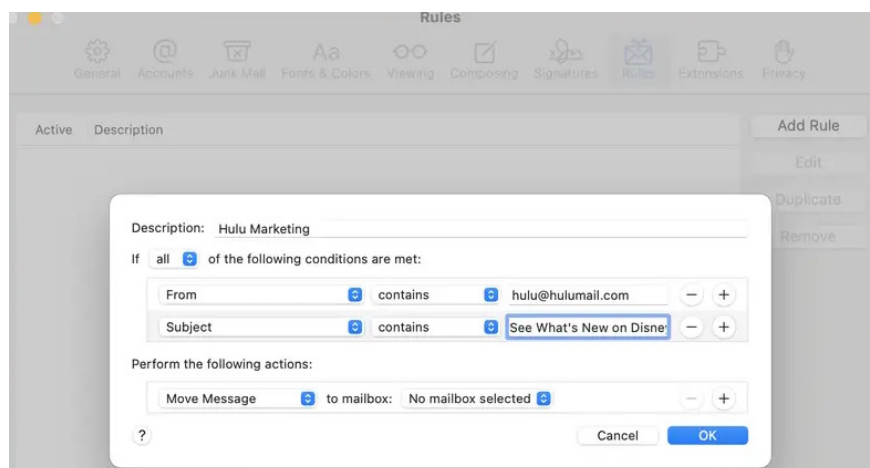 Rules
General Accounts Junk Mail Fonts & Colors Viewing Composing Signatures Rules Extensions Privacy
Active Description
Add Rule
Edit
Duplicate
Remove
Description: Hulu Marketing
If all of the following conditions are met:
From contains hulu@hulumail.com − +
Subject contains See What's New on Disney − +
Perform the following actions:
Move Message to mailbox: No mailbox selected − +
? Cancel OK